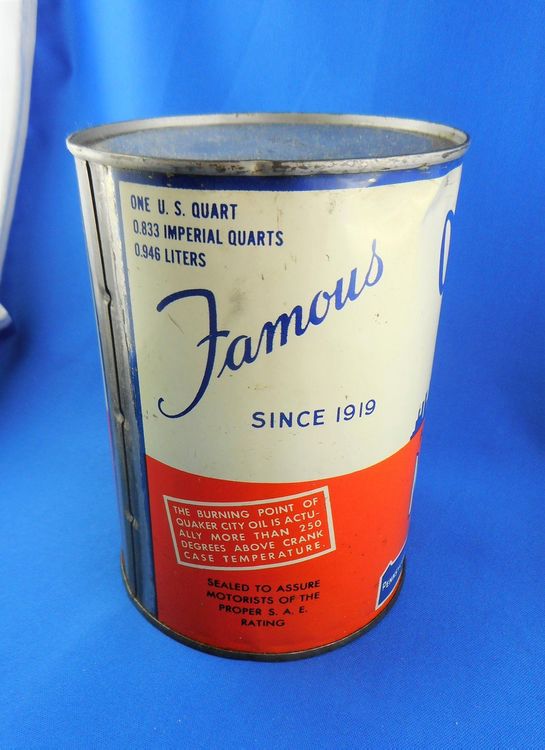 ONE U. S. QUART
0.833 IMPERIAL QUARTS
0.946 LITERS
Famous
SINCE 1919
THE BURNING POINT OF
QUAKER CITY OIL IS ACTU-
ALLY MORE THAN 250
DEGREES ABOVE CRANK
CASE TEMPERATURE.
SEALED TO ASSURE
MOTORISTS OF THE
PROPER S. A. E.
RATING